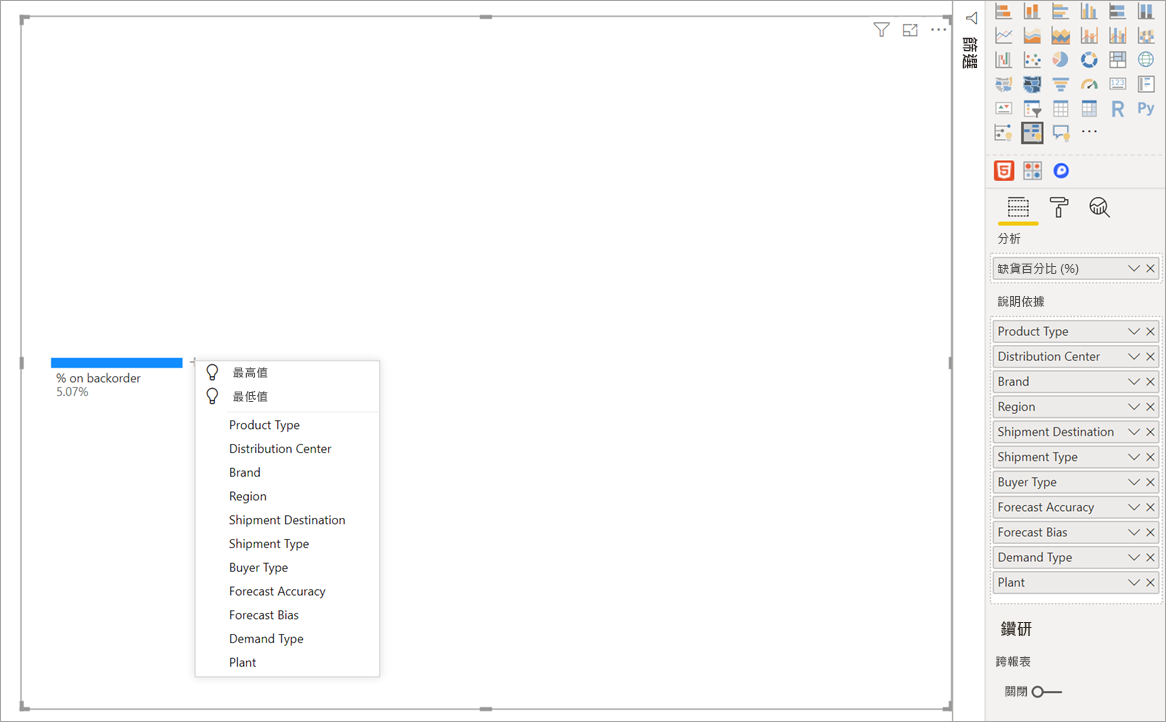 % on backorder
5.07%
最高值
最低值
Product Type
Distribution Center
Brand
Region
Shipment Destination
Shipment Type
Buyer Type
Forecast Accuracy
Forecast Bias
Demand Type
Plant
篩選
123
R
Py
5
分析
缺貨百分比 (%)
說明依據
Product Type
Distribution Center
Brand
Region
Shipment Destination
Shipment Type
Buyer Type
Forecast Accuracy
Forecast Bias
Demand Type
Plant
鑽研
跨報表
關閉